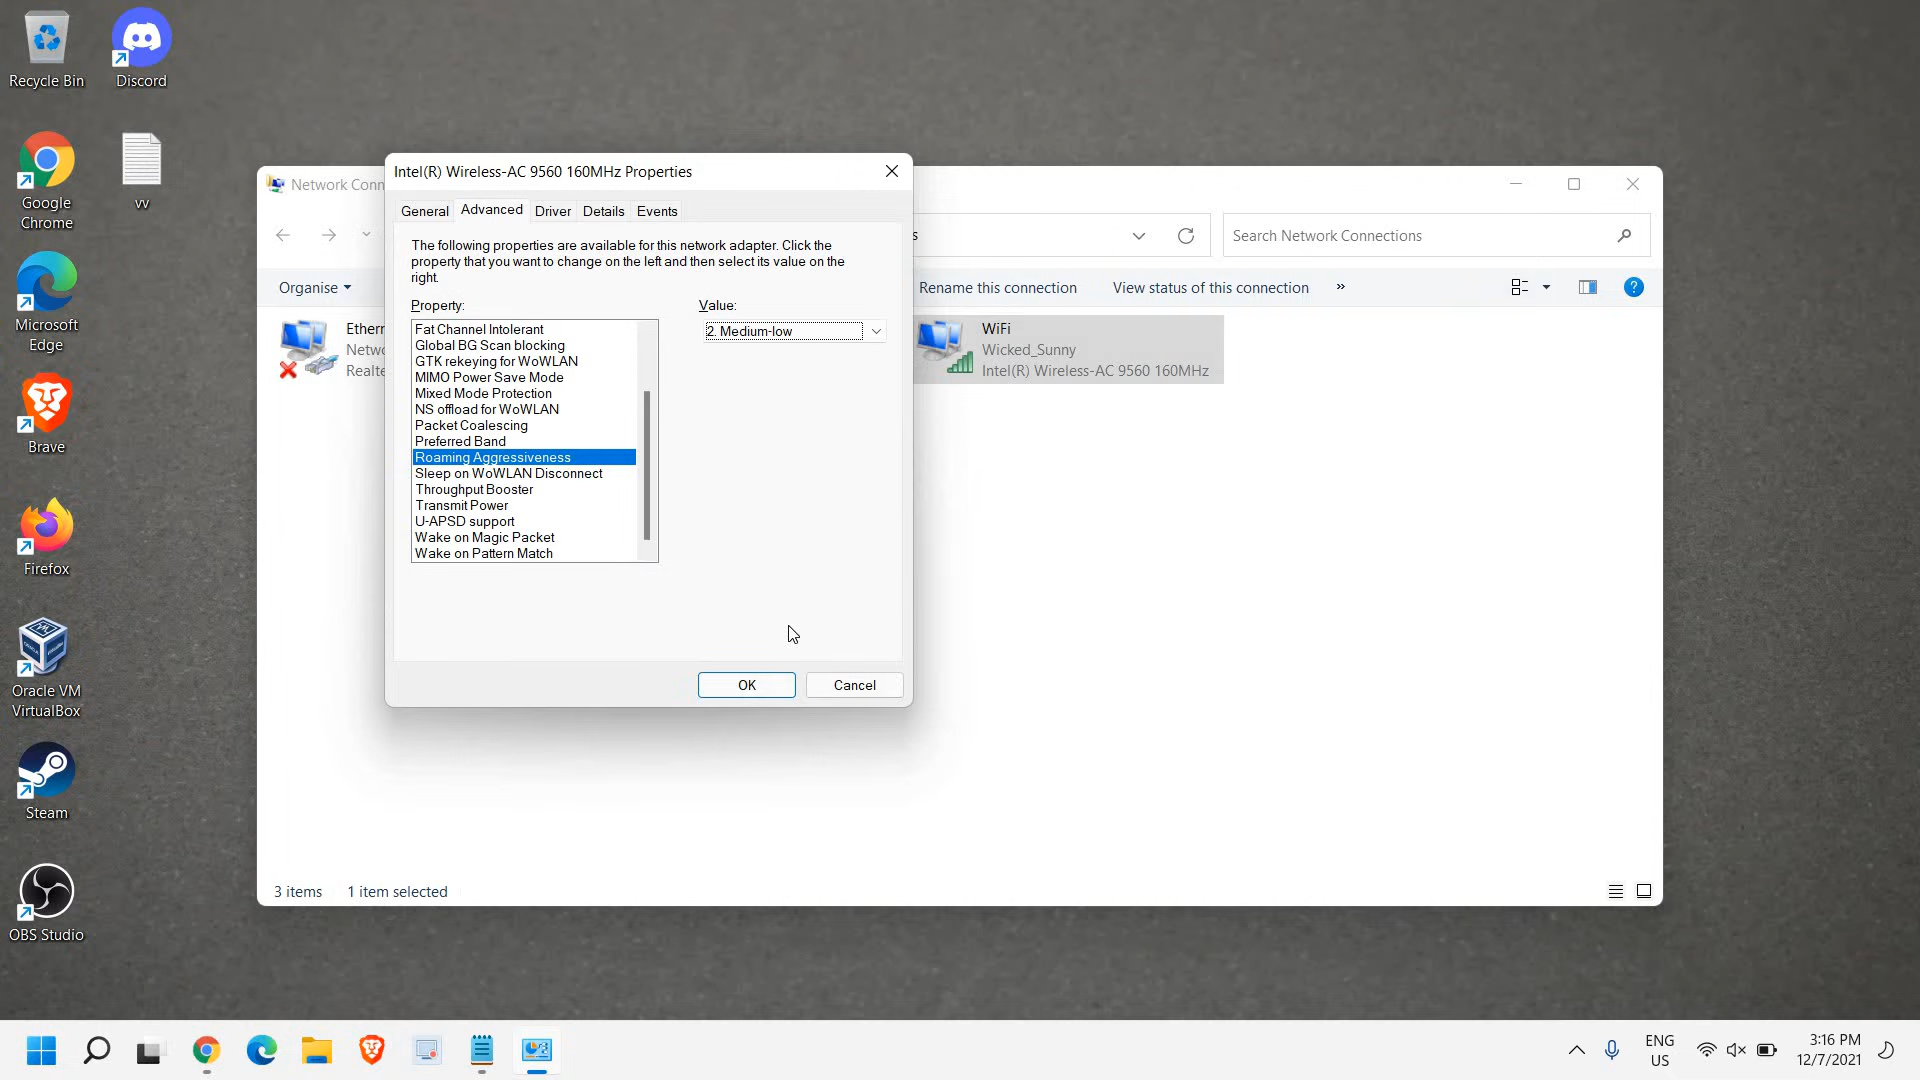 Recycle Bin
Discord
Google
Chrome
vv
Microsoft
Edge
Brave
Firefox
Oracle VM
VirtualBox
Steam
OBS Studio
Network Conn
Intel(R) Wireless-AC 9560 160MHz Properties
General
Advanced
Driver
Details
Events
The following properties are available for this network adapter. Click the
property that you want to change on the left and then select its value on the
right.
Property:
Value:
Fat Channel Intolerant
Global BG Scan blocking
GTK rekeying for WoWLAN
MIMO Power Save Mode
Mixed Mode Protection
NS offload for WoWLAN
Packet Coalescing
Preferred Band
Roaming Aggressiveness
Sleep on WoWLAN Disconnect
Throughput Booster
Transmit Power
U-APSD support
Wake on Magic Packet
Wake on Pattern Match
2. Medium-low
OK
Cancel
s
Search Network Connections
Organise
Rename this connection
View status of this connection
»
Ethern
Netwo
Realte
WiFi
Wicked_Sunny
Intel(R) Wireless-AC 9560 160MHz
3 items
1 item selected
ENG
US
3:16 PM
12/7/2021